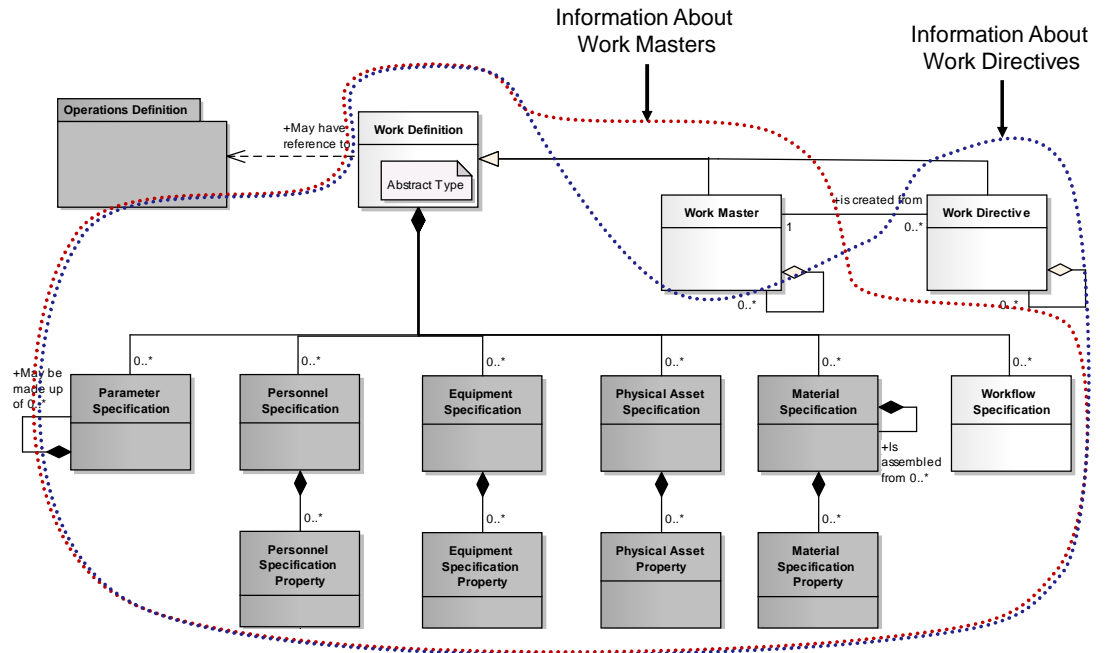 Information About
Work Masters
Information About
Work Directives
Operations Definition
+May have
reference to
Work Definition
Abstract Type
Work Master
+is created from
1
0..*
Work Directive
0..*
0..*
0..*
0..*
0..*
0..*
0..*
0..*
+May be
made up
of 0..*
Parameter
Specification
Personnel
Specification
Equipment
Specification
Physical Asset
Specification
Material
Specification
Workflow
Specification
+Is
assembled
from 0..*
0..*
0..*
0..*
0..*
Personnel
Specification
Property
Equipment
Specification
Property
Physical Asset
Property
Material
Specification
Property